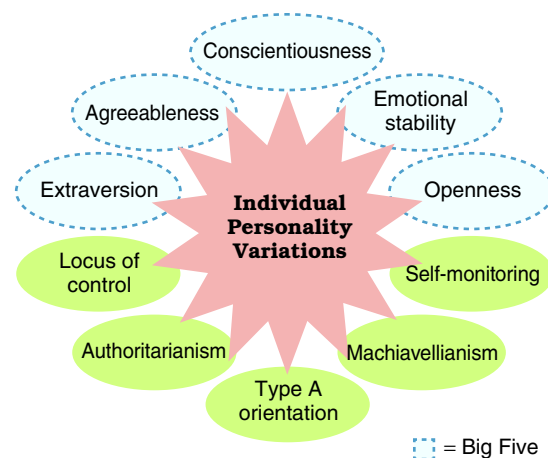 Conscientiousness
Agreeableness
Emotional
stability
Extraversion
Openness
Individual
Personality
Variations
Locus of
control
Self-monitoring
Authoritarianism
Machiavellianism
Type A
orientation
= Big Five